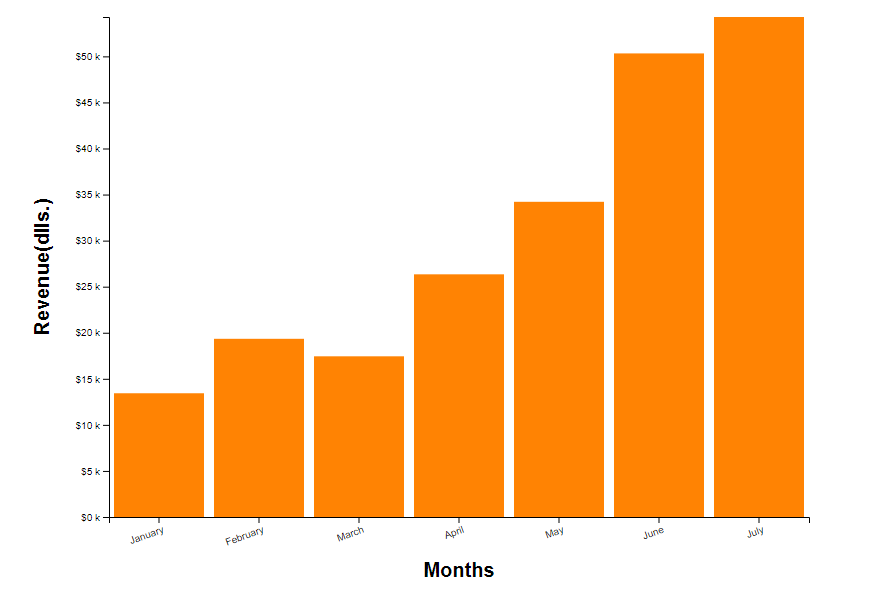 $50 k
$45 k
$40 k
$35 k
$30 k
$25 k
$20 k
$15 k
$10 k
$5 k
$0 k
Revenue(dlls.)
January February March April May June July
Months